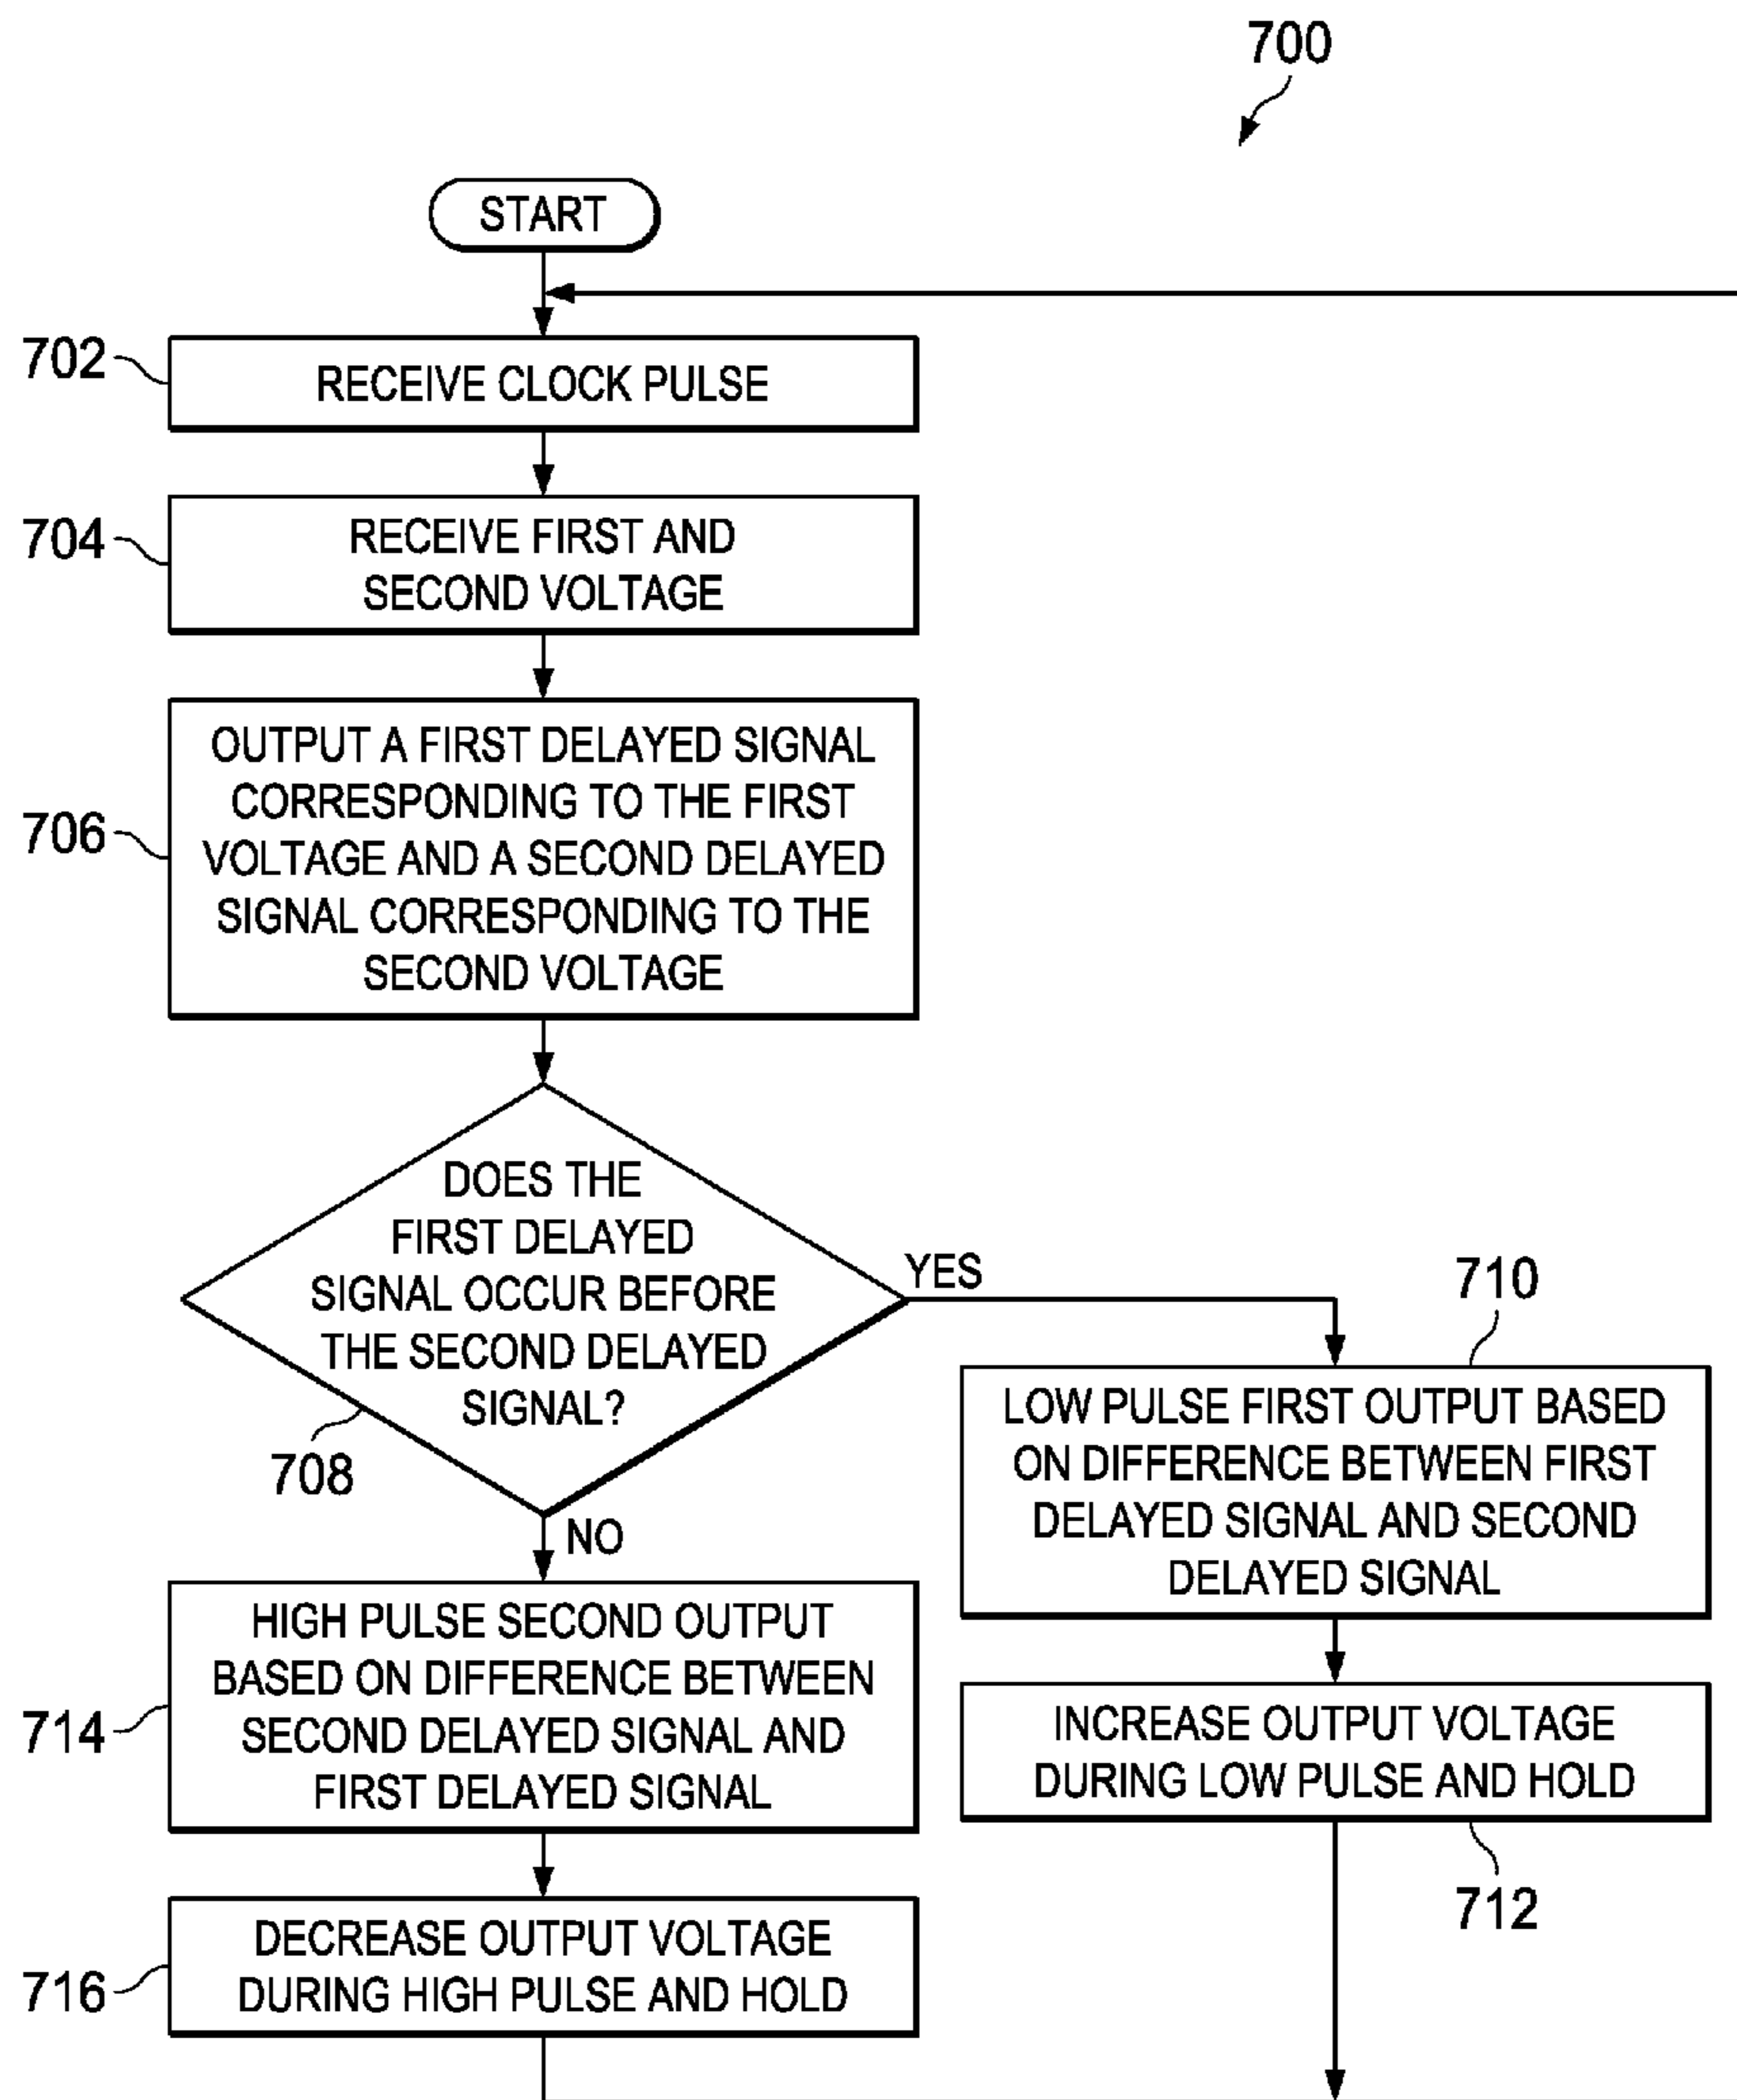 700
START
702
RECEIVE CLOCK PULSE
704
RECEIVE FIRST AND
SECOND VOLTAGE
706
OUTPUT A FIRST DELAYED SIGNAL
CORRESPONDING TO THE FIRST
VOLTAGE AND A SECOND DELAYED
SIGNAL CORRESPONDING TO THE
SECOND VOLTAGE
DOES THE
FIRST DELAYED
SIGNAL OCCUR BEFORE
THE SECOND DELAYED
SIGNAL?
708
YES
710
LOW PULSE FIRST OUTPUT BASED
ON DIFFERENCE BETWEEN FIRST
DELAYED SIGNAL AND SECOND
DELAYED SIGNAL
INCREASE OUTPUT VOLTAGE
DURING LOW PULSE AND HOLD
712
NO
714
HIGH PULSE SECOND OUTPUT
BASED ON DIFFERENCE BETWEEN
SECOND DELAYED SIGNAL AND
FIRST DELAYED SIGNAL
716
DECREASE OUTPUT VOLTAGE
DURING HIGH PULSE AND HOLD